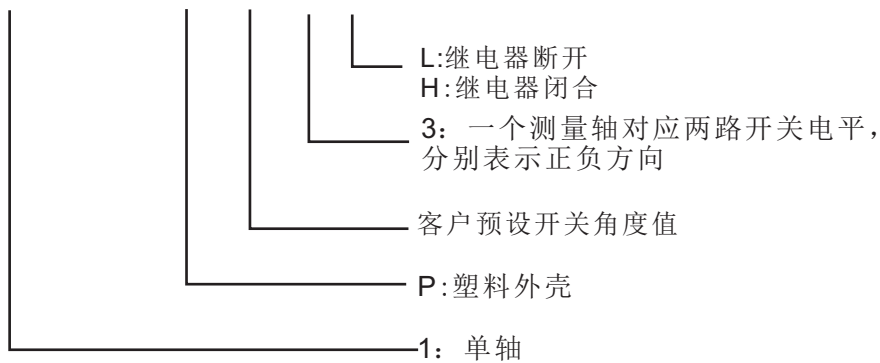 L:继电器断开
H:继电器闭合
3：一个测量轴对应两路开关电平，
分别表示正负方向
客户预设开关角度值
P:塑料外壳
1：单轴